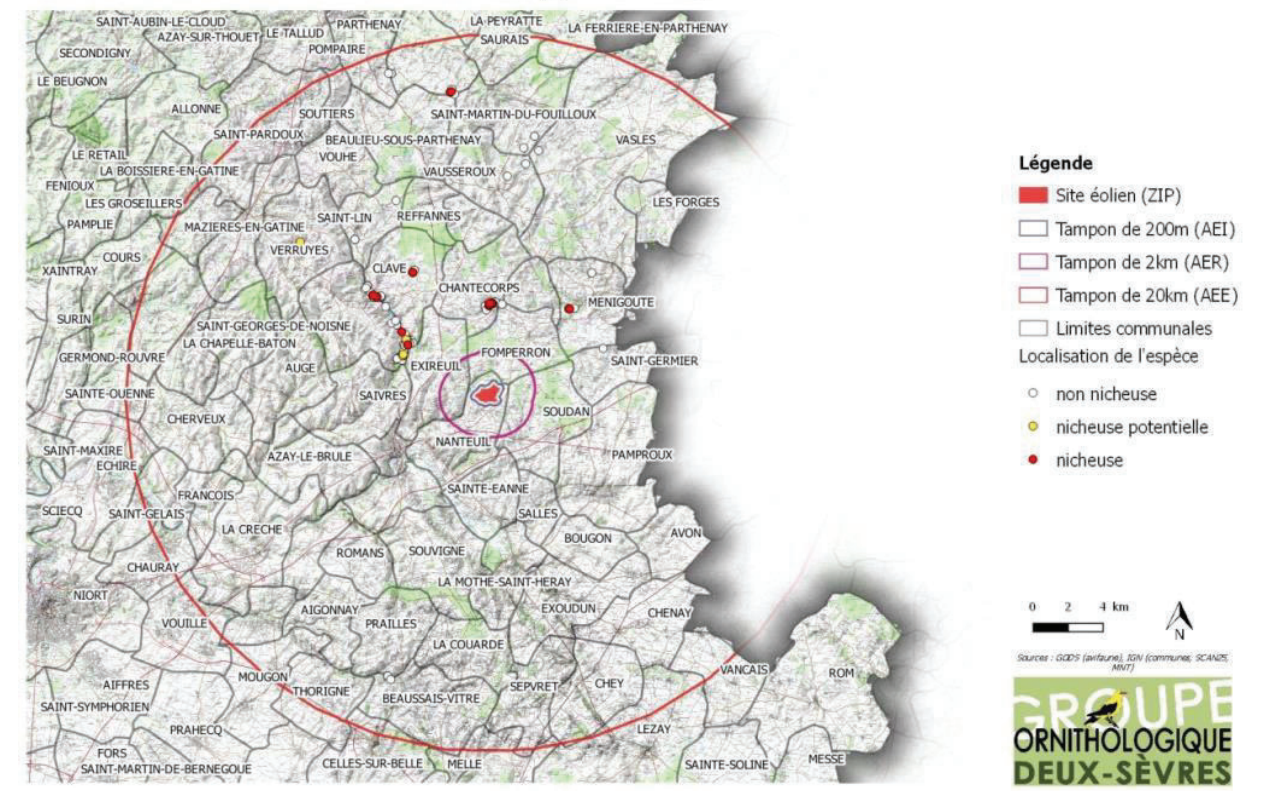 SAINT-AUBIN-LE-CLOUD
PARTHENAY
LA PEYRATTE
LA FERRIERE-EN-PARTHENAY
AZAY-SUR-THOUET
LE TALLUD
SAURAIS
POMPAIRE
SECONDIGNY
LE BEUGNON
ALLONNE
SOUTIERS
SAINT-MARTIN-DU-FOUILLOUX
SAINT-PARDOUX
BEAULIEU-SOUS-PARTHENAY
VASLES
LE RETAIL
VOUHE
LA BOISSIERE-EN-GATINE
VAUSSEROUX
FENIOUX
LES GROSEILLERS
LES FORGES
SAINT-LIN
REFFANNES
PAMPLIE
MAZIERES-EN-GATINE
VERRUYES
COURS
XAINTRAY
CLAVE
CHANTECORPS
MENIGOUTE
SURIN
SAINT-GEORGES-DE-NOISNE
LA CHAPELLE-BATON
GERMOND-ROUVRE
FOMPERRON
SAINT-GERMIER
AUGE
EXIREUIL
SAINTE-OUENNE
SAIVRES
SOUDAN
CHERVEUX
NANTEUIL
SAINT-MAXIRE
AZAY-LE-BRULE
PAMPROUX
ECHIRE
SAINTE-EANNE
FRANCOIS
SCIECQ
SAINT-GELAIS
SALLES
LA CRECHE
AVON
BOUGON
ROMANS
SOUVIGNE
CHAURAY
LA MOTHE-SAINT-HERAY
NIORT
AIGONNAY
EXOUDUN
CHENAY
VOUILLE
PRAILLES
LA COUARDE
MOUGON
VANCAIS
ROM
AIFFRES
THORIGNE
SEPVRET
CHEY
BEAUSSAIS-VITRE
SAINT-SYMPHORIEN
PRAHECQ
LEZAY
FORS
CELLES-SUR-BELLE
MELLE
SAINTE-SOLINE
MESSE
SAINT-MARTIN-DE-BERNEGOUE
Légende
Site éolien (ZIP)
Tampon de 200m (AEI)
Tampon de 2km (AER)
Tampon de 20km (AEE)
Limites communales
Localisation de l'espèce
non nicheuse
nicheuse potentielle
nicheuse
0 2 4 km
N
Sources : GODS (avifaune), IGN (communes, SCAN25,
MNT)
GROUPE
ORNITHOLOGIQUE
DEUX-SÈVRES